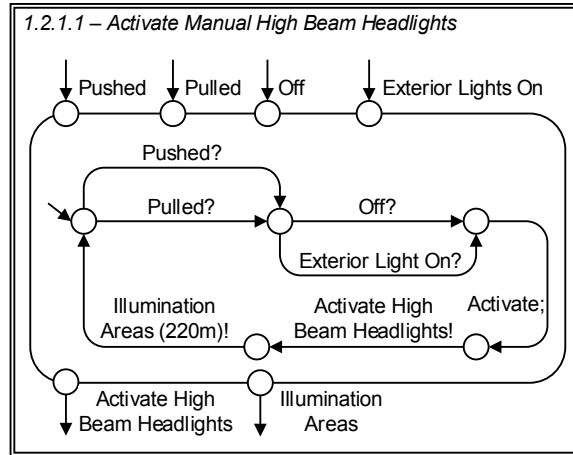 1.2.1.1 – Activate Manual High Beam Headlights
Pushed
Pulled
Off
Exterior Lights On
Pushed?
Pulled?
Off?
Exterior Light On?
Illumination
Areas (220m)!
Activate High
Beam Headlights!
Activate;
Activate High
Beam Headlights
Illumination
Areas